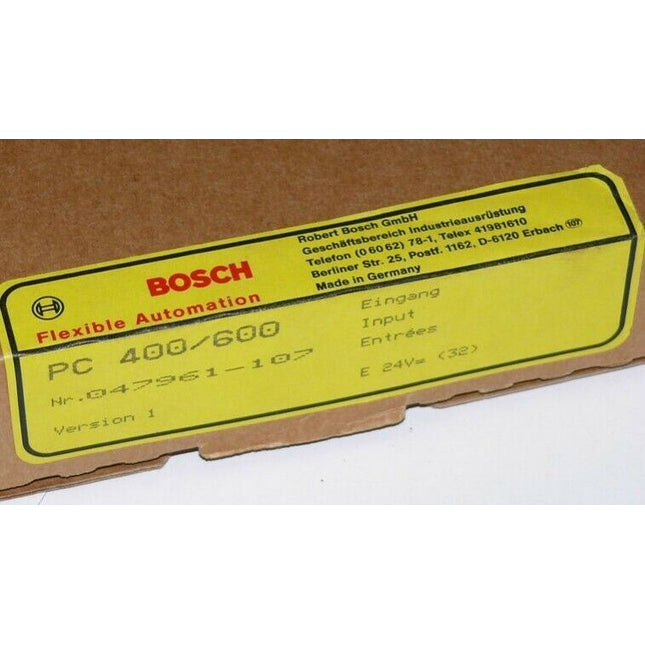 BOSCH
Flexible Automation
Robert Bosch GmbH
Geschäftsbereich Industrieausrüstung
Telefon (0 60 62) 78-1, Telex 41981610
Berliner Str. 25, Postf. 1162, D-6120 Erbach 107
Made in Germany
PC 400/600
Nr.047961-107
Version 1
Eingang
Input
Entrées
E 24V= (32)